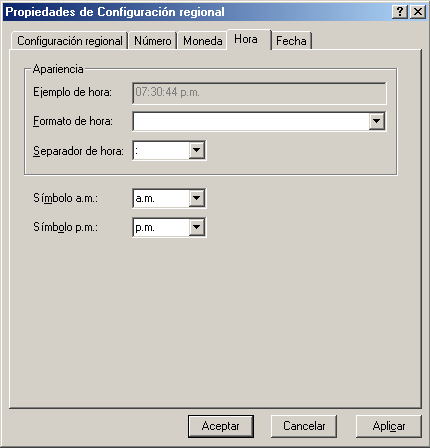 Propiedades de Configuración regional
Configuración regional Número Moneda Hora Fecha
Apariencia
Ejemplo de hora: 07:30:44 p.m.
Formato de hora:
Separador de hora: :
Símbolo a.m.: a.m.
Símbolo p.m.: p.m.
Aceptar Cancelar Aplicar